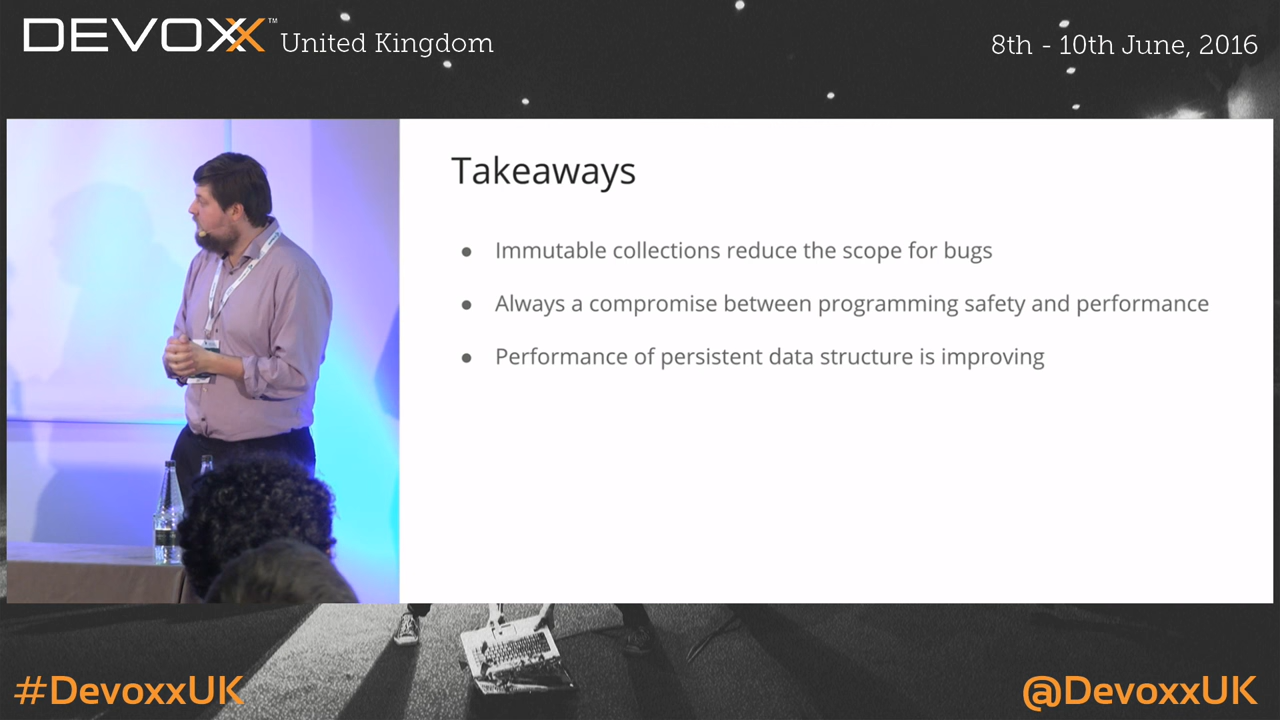 DEVOXX™ United Kingdom
8th - 10th June, 2016
Takeaways
● Immutable collections reduce the scope for bugs
● Always a compromise between programming safety and performance
● Performance of persistent data structure is improving
#DevoxxUK
@DevoxxUK